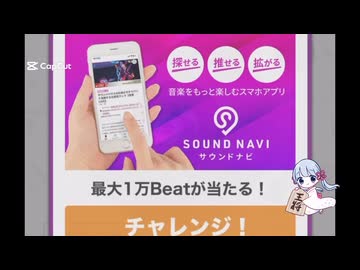 CapCut
探せる 推せる 拡がる
音楽をもっと楽しむスマホアプリ
SOUND NAVI
サウンドナビ
最大1万Beatが当たる！
チャレンジ！
王将